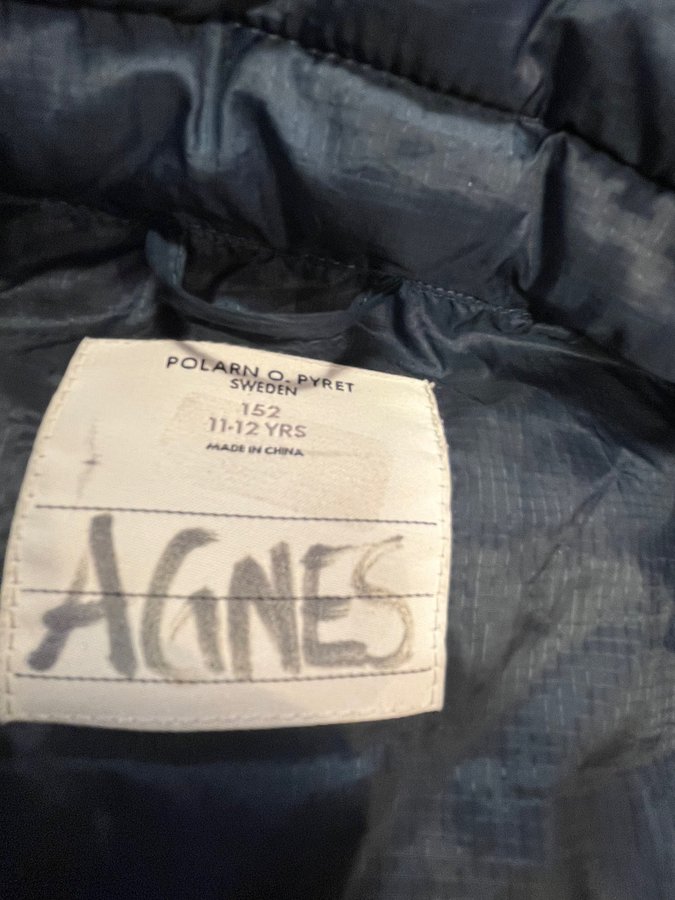 POLARN O. PYRET
SWEDEN
152
11-12 YRS
MADE IN CHINA
AGNES